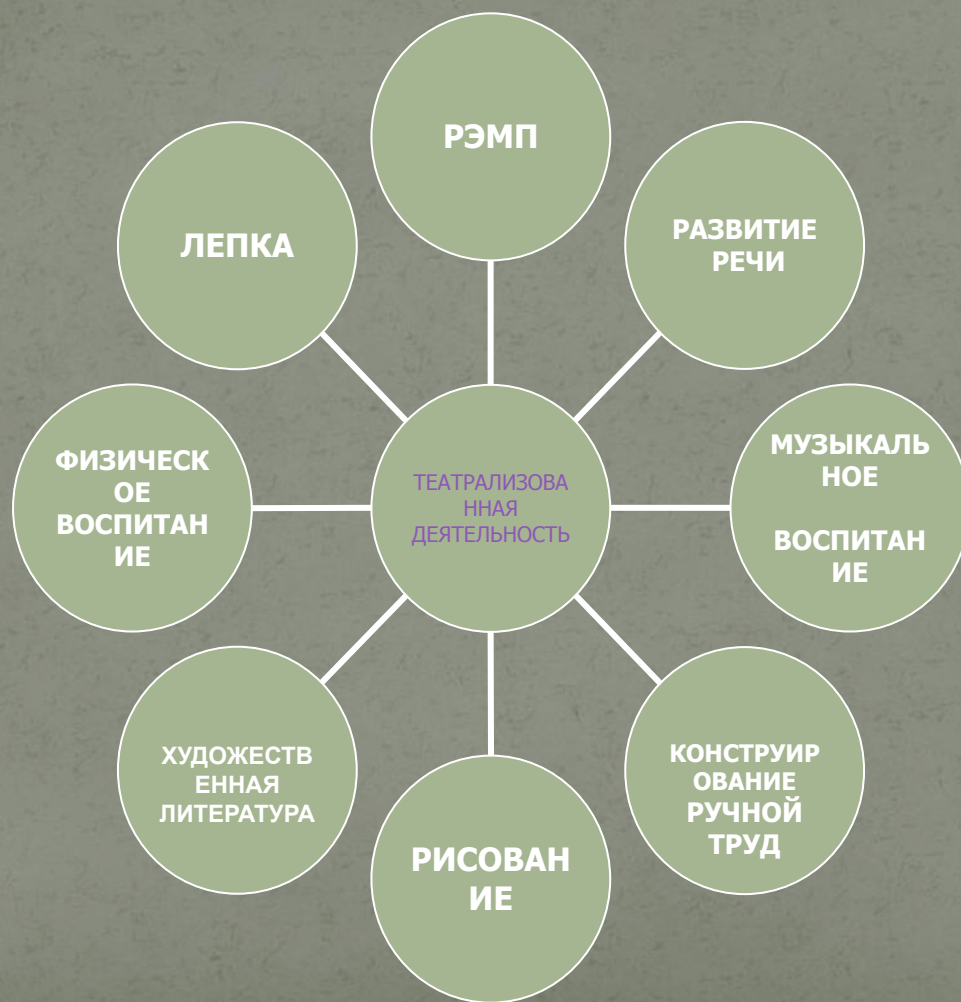 РЭМП
РАЗВИТИЕ
РЕЧИ
МУЗЫКАЛЬ
НОЕ
ВОСПИТАН
ИЕ
КОНСТРУИР
ОВАНИЕ
РУЧНОЙ
ТРУД
РИСОВАН
ИЕ
ХУДОЖЕСТВ
ЕННАЯ
ЛИТЕРАТУРА
ФИЗИЧЕСК
ОЕ
ВОСПИТАН
ИЕ
ЛЕПКА
ТЕАТРАЛИЗОВА
ННАЯ
ДЕЯТЕЛЬНОСТЬ